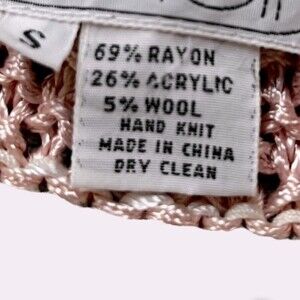 S
69% RAYON
26% ACRYLIC
5% WOOL
HAND KNIT
MADE IN CHINA
DRY CLEAN